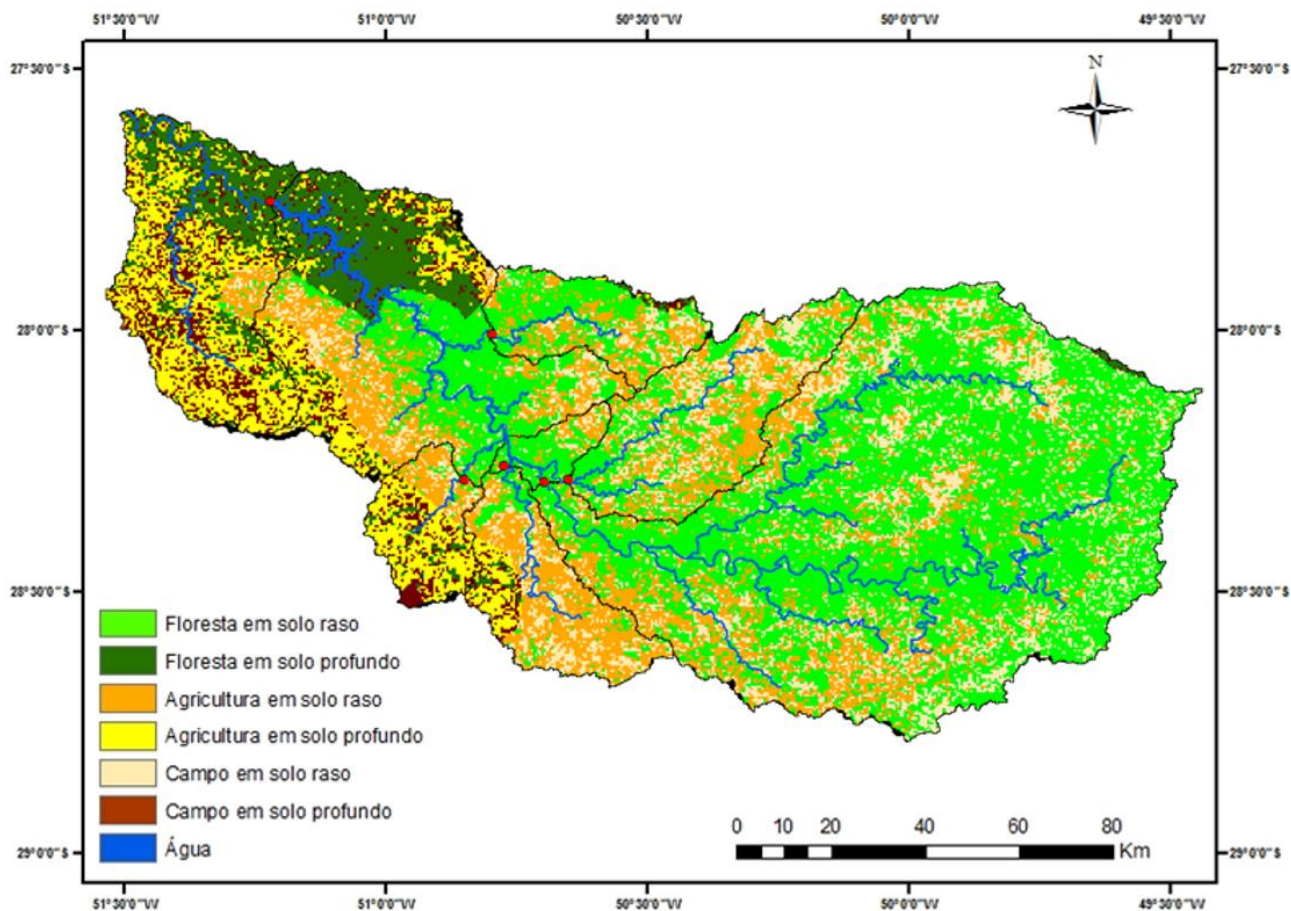 51°30'0"W 51°0'0"W 50°30'0"W 50°0'0"W 49°30'0"W
27°30'0"S 27°30'0"S
N
28°0'0"S 28°0'0"S
28°30'0"S 28°30'0"S
Floresta em solo raso
Floresta em solo profundo
Agricultura em solo raso
Agricultura em solo profundo
Campo em solo raso
Campo em solo profundo
Água
0 10 20 40 60 80
Km
29°0'0"S 29°0'0"S
51°30'0"W 51°0'0"W 50°30'0"W 50°0'0"W 49°30'0"W